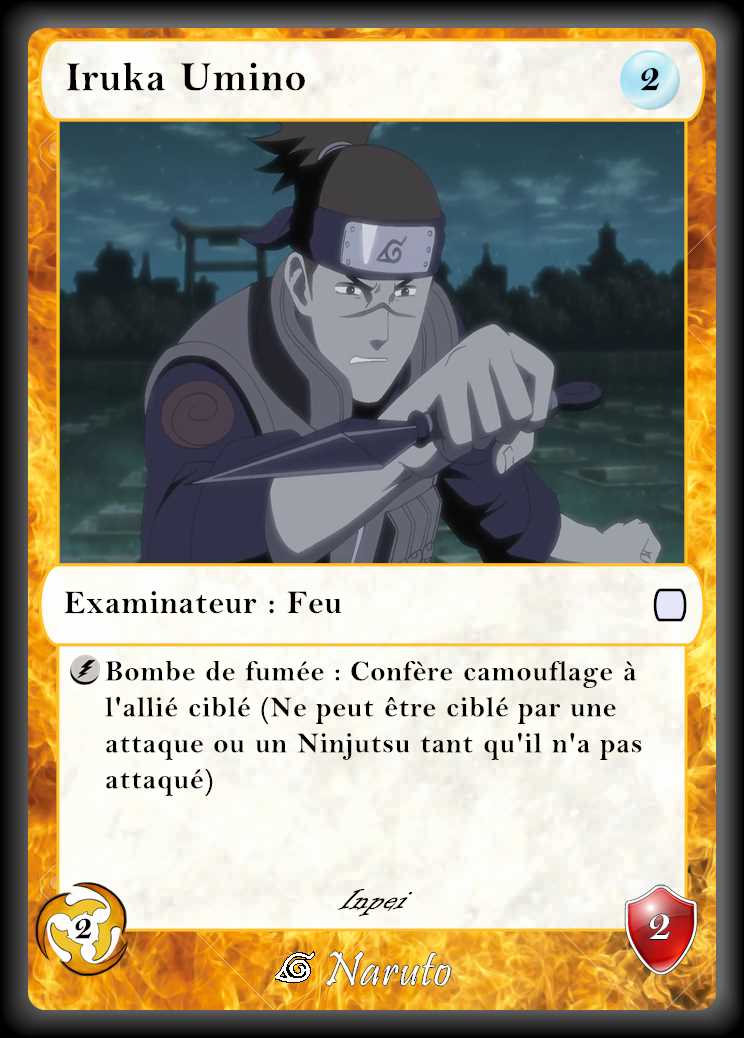 Iruka Umino
2
Examinateur : Feu
Bombe de fumée : Confère camouflage à
l'allié ciblé (Ne peut être ciblé par une
attaque ou un Ninjutsu tant qu'il n'a pas
attaqué)
Inpei
2
2
Naruto